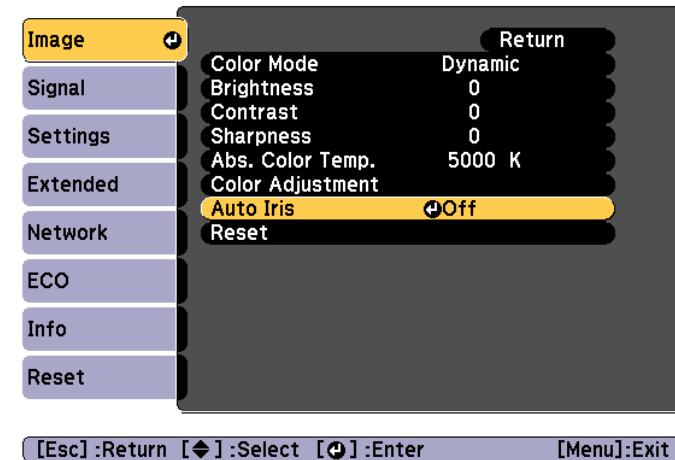 Image
Signal
Settings
Extended
Network
ECO
Info
Reset
Return
Color Mode Dynamic
Brightness 0
Contrast 0
Sharpness 0
Abs. Color Temp. 5000 K
Color Adjustment
Auto Iris Off
Reset
[Esc] :Return [◆] :Select [↵] :Enter [Menu]:Exit